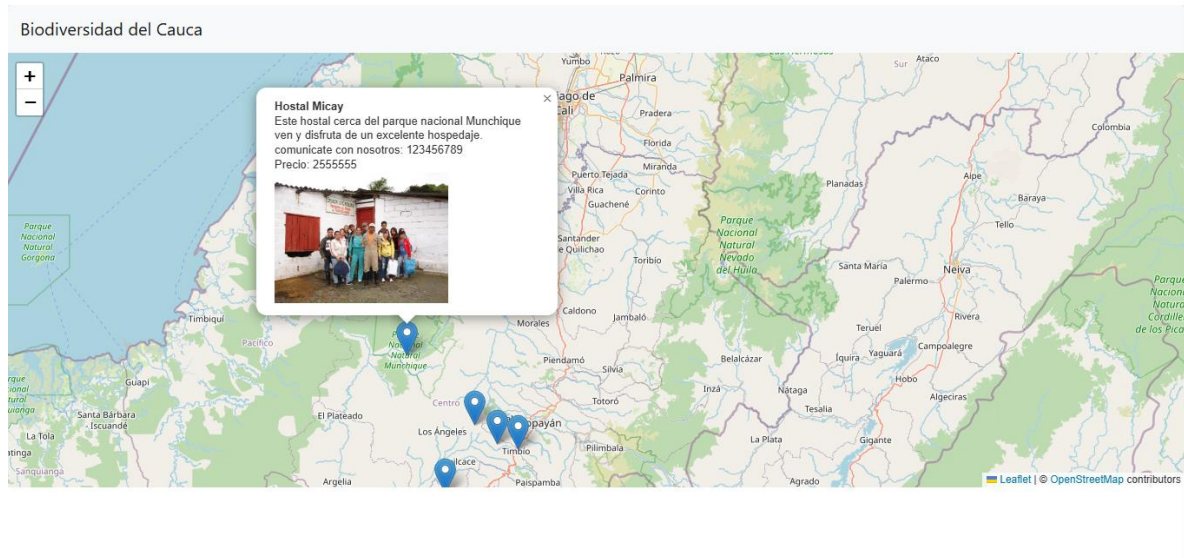 Biodiversidad del Cauca
+
−
Hostal Micay
×
Este hostal cerca del parque nacional Munchique
ven y disfruta de un excelente hospedaje.
comunicate con nosotros: 123456789
Precio: 2555555
Yumbo
Palmira
Pradera
Florida
Miranda
Puerto Tejada
Villa Rica
Corinto
Guachené
Santander
de Quilichao
Toribío
Caldono
Jambaló
Morales
Piendamó
Silvia
Totoró
Inzá
Belalcázar
Sur
Ataco
Planadas
Parque
Nacional
Natural
Nevado
del Huila
Santa María
Palermo
Neiva
Aipe
Colombia
Baraya
Tello
Rivera
Teruel
Íquira
Yaguará
Campoalegre
Hobo
Nátaga
Tesalia
Algeciras
La Plata
Gigante
Agrado
Parque
Nacional
Natural
Gorgona
Timbiquí
Pacífico
Guapi
Santa Bárbara
- Iscuandé
La Tola
Sanquianga
El Plateado
Argelia
Natural
Munchique
Centro
Los Ángeles
Timbío
Pilimbala
Paispamba
Leaflet | © OpenStreetMap contributors